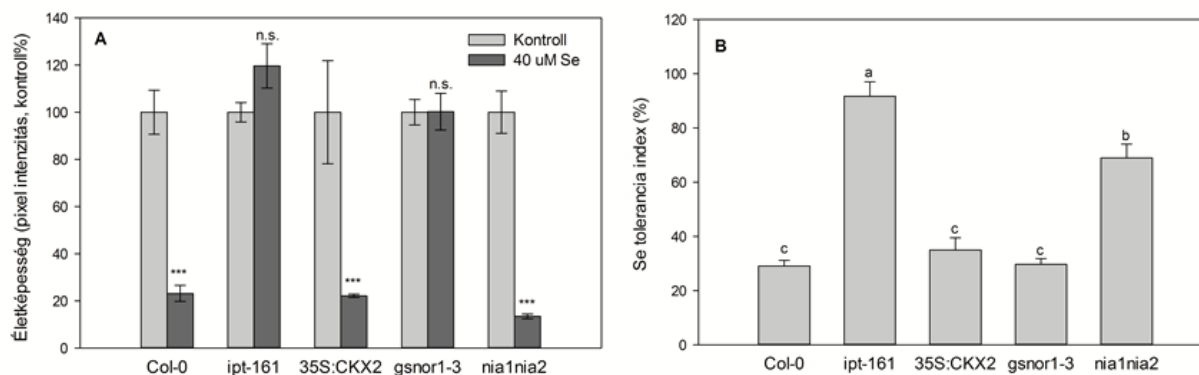 A
Kontroll
40 uM Se
Életképesség (pixel intenzitás, kontroll%)
140
120
100
80
60
40
20
0
***
n.s.
***
n.s.
***
Col-0 ipt-161 35S:CKX2 gsnor1-3 nia1nia2
B
Se tolerancia index (%)
120
100
80
60
40
20
0
c
a
c
c
b
Col-0 ipt-161 35S:CKX2 gsnor1-3 nia1nia2